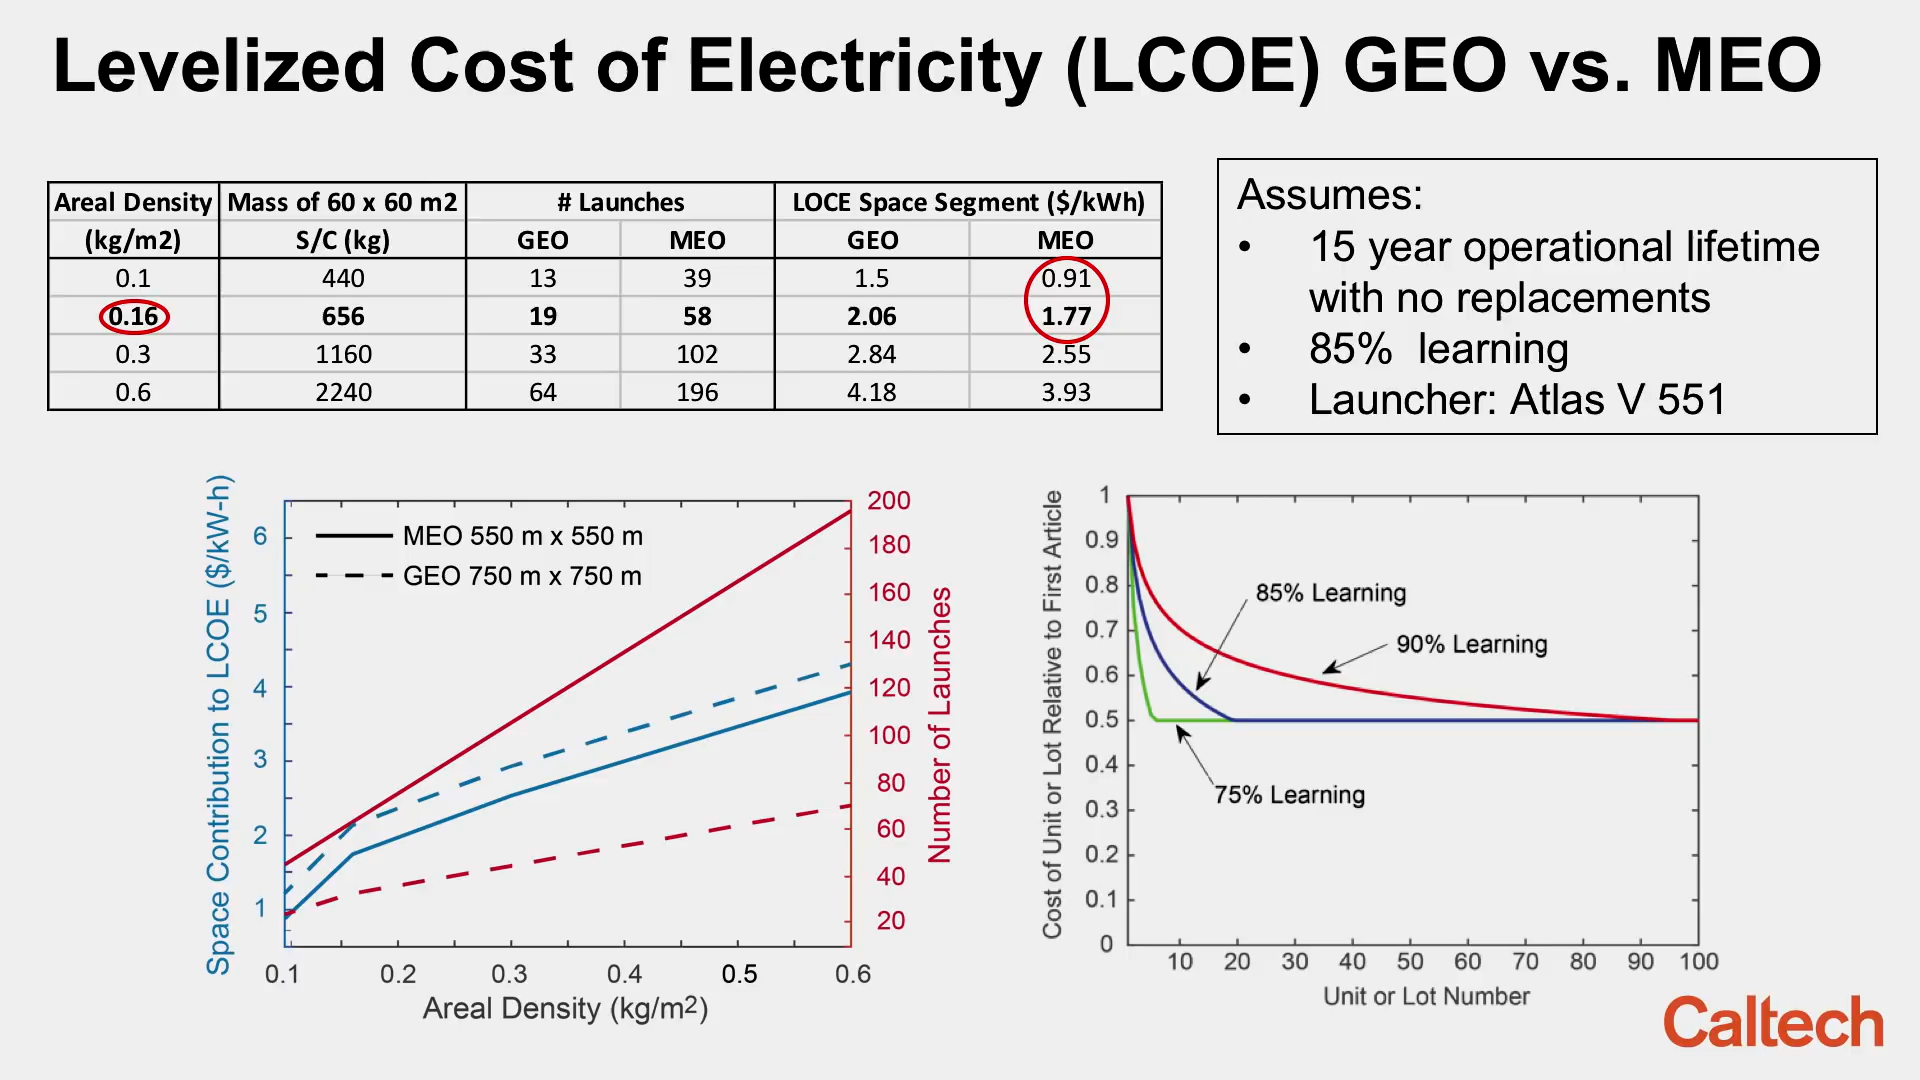 Levelized Cost of Electricity (LCOE) GEO vs. MEO
Areal Density Mass of 60 x 60 m2 # Launches LOCE Space Segment ($/kWh)
(kg/m2) S/C (kg) GEO MEO GEO MEO
0.1 440 13 39 1.5 0.91
0.16 656 19 58 2.06 1.77
0.3 1160 33 102 2.84 2.55
0.6 2240 64 196 4.18 3.93
Assumes:
• 15 year operational lifetime
with no replacements
• 85% learning
• Launcher: Atlas V 551
Space Contribution to LCOE ($/kW-h)
6
5
4
3
2
1
MEO 550 m x 550 m
GEO 750 m x 750 m
200
180
160
140
120
100
80
60
40
20
Number of Launches
0.1 0.2 0.3 0.4 0.5 0.6
Areal Density (kg/m2)
Cost of Unit or Lot Relative to First Article
1
0.9
0.8
0.7
0.6
0.5
0.4
0.3
0.2
0.1
0
85% Learning
90% Learning
75% Learning
10 20 30 40 50 60 70 80 90 100
Unit or Lot Number
Caltech